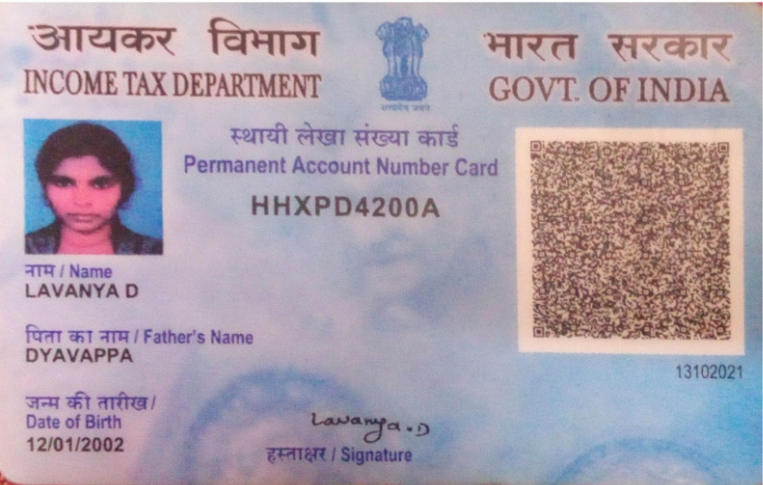 आयकर विभाग
INCOME TAX DEPARTMENT
भारत सरकार
GOVT. OF INDIA
सत्यमेव जयते
स्थायी लेखा संख्या कार्ड
Permanent Account Number Card
HHXPD4200A
नाम / Name
LAVANYA D
पिता का नाम / Father's Name
DYAVAPPA
जन्म की तारीख /
Date of Birth
12/01/2002
13102021
Lavanya.D
हस्ताक्षर / Signature